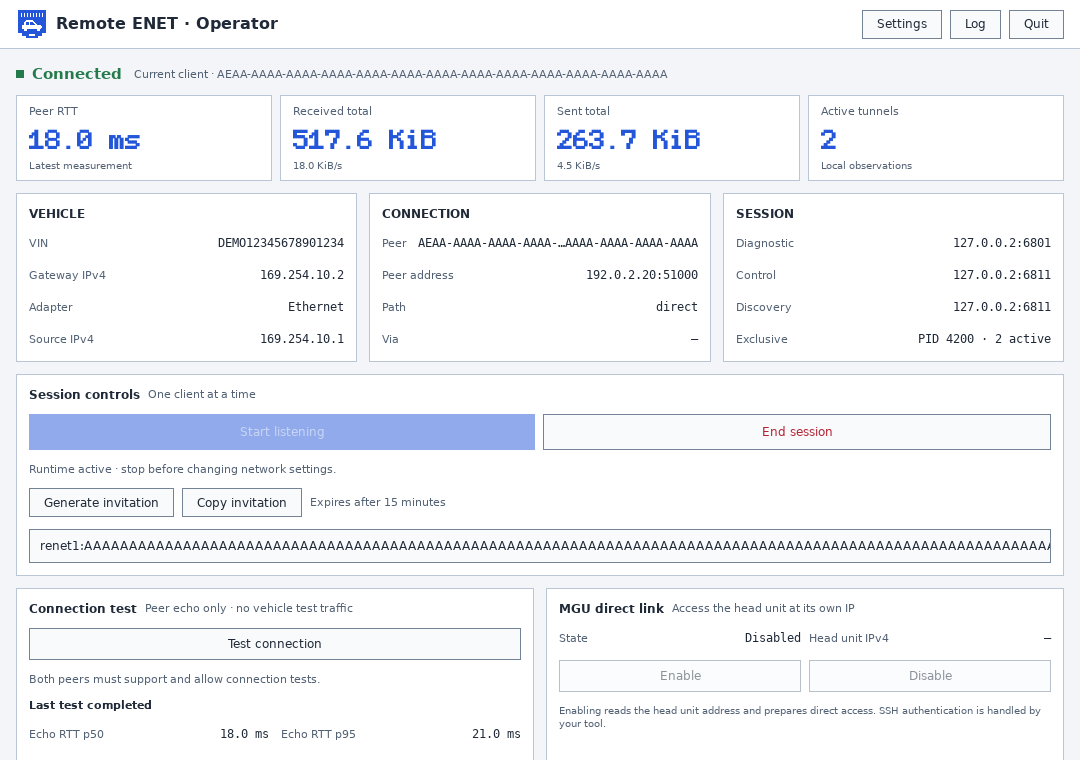 Remote ENET · Operator
Settings
Log
Quit
Connected
Current client · AEAA-AAAA-AAAA-AAAA-AAAA-AAAA-AAAA-AAAA-AAAA-AAAA-AAAA-AAAA-AAAA
Peer RTT
18.0 ms
Latest measurement
Received total
517.6 KiB
18.0 KiB/s
Sent total
263.7 KiB
4.5 KiB/s
Active tunnels
2
Local observations
VEHICLE
VIN DEMO12345678901234
Gateway IPv4 169.254.10.2
Adapter Ethernet
Source IPv4 169.254.10.1
CONNECTION
Peer AEAA-AAAA-AAAA-AAAA-…AAAA-AAAA-AAAA-AAAA
Peer address 192.0.2.20:51000
Path direct
Via —
SESSION
Diagnostic 127.0.0.2:6801
Control 127.0.0.2:6811
Discovery 127.0.0.2:6811
Exclusive PID 4200 · 2 active
Session controls One client at a time
Start listening
End session
Runtime active · stop before changing network settings.
Generate invitation
Copy invitation
Expires after 15 minutes
Connection test Peer echo only · no vehicle test traffic
Test connection
Both peers must support and allow connection tests.
Last test completed
Echo RTT p50 18.0 ms Echo RTT p95 21.0 ms
MGU direct link Access the head unit at its own IP
State Disabled Head unit IPv4 —
Enable
Disable
Enabling reads the head unit address and prepares direct access. SSH authentication is handled by
your tool.